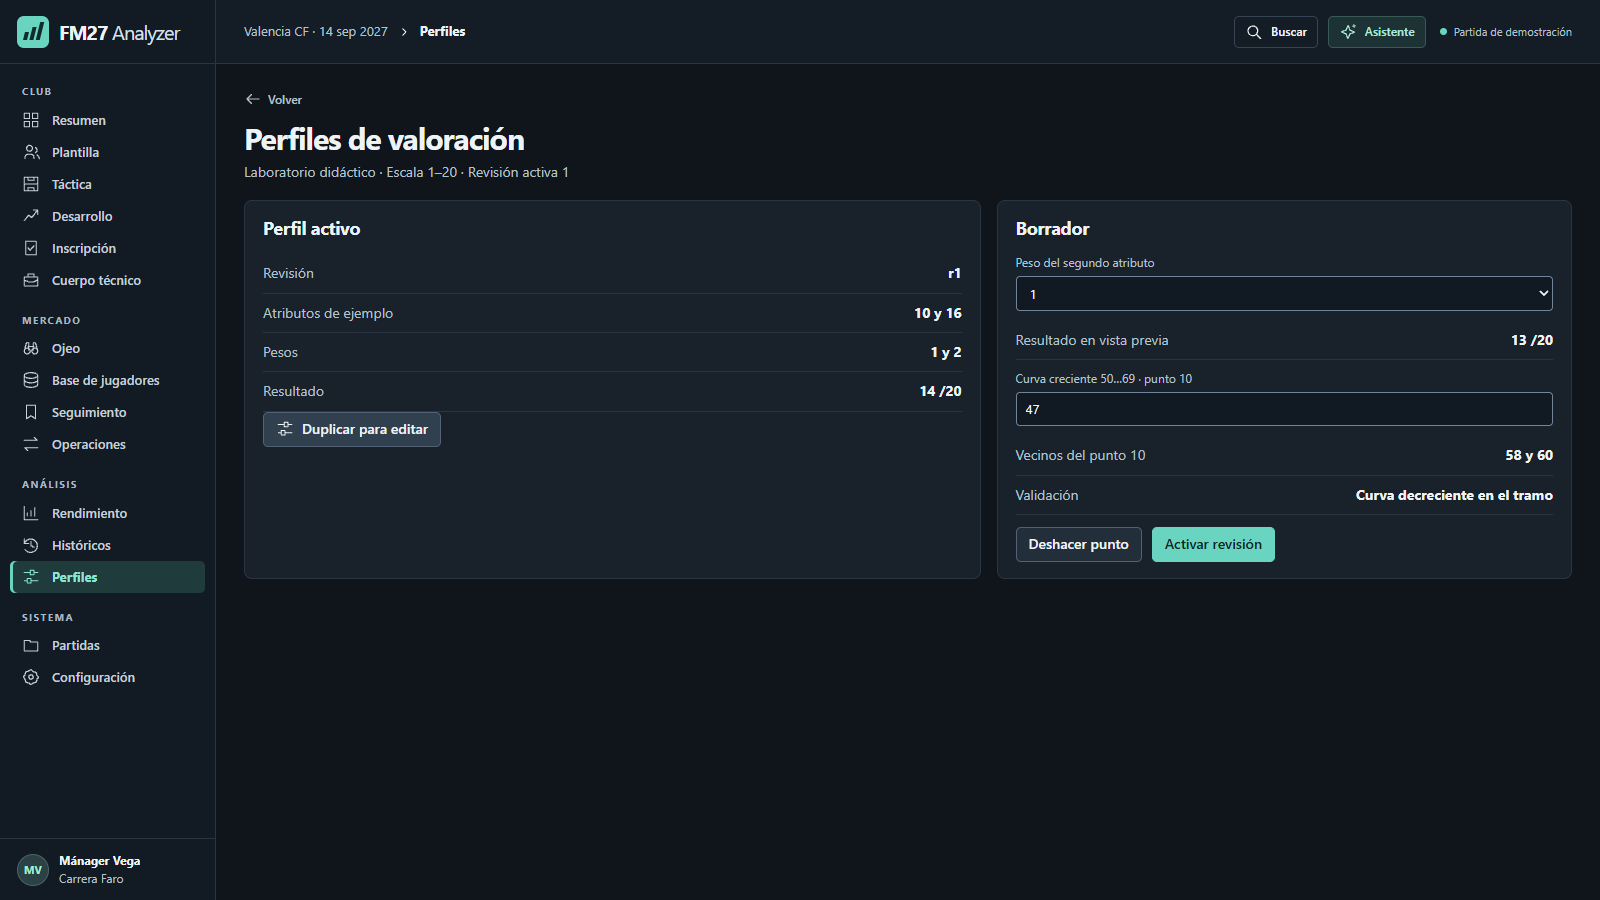 FM27 Analyzer
CLUB
Resumen
Plantilla
Táctica
Desarrollo
Inscripción
Cuerpo técnico
MERCADO
Ojeo
Base de jugadores
Seguimiento
Operaciones
ANÁLISIS
Rendimiento
Históricos
Perfiles
SISTEMA
Partidas
Configuración
MV
Mánager Vega
Carrera Faro
Valencia CF · 14 sep 2027 › Perfiles
Buscar
Asistente
Partida de demostración
Volver
Perfiles de valoración
Laboratorio didáctico · Escala 1–20 · Revisión activa 1
Perfil activo
Revisión r1
Atributos de ejemplo 10 y 16
Pesos 1 y 2
Resultado 14 /20
Duplicar para editar
Borrador
Peso del segundo atributo
1
Resultado en vista previa 13 /20
Curva creciente 50…69 · punto 10
47
Vecinos del punto 10 58 y 60
Validación Curva decreciente en el tramo
Deshacer punto
Activar revisión